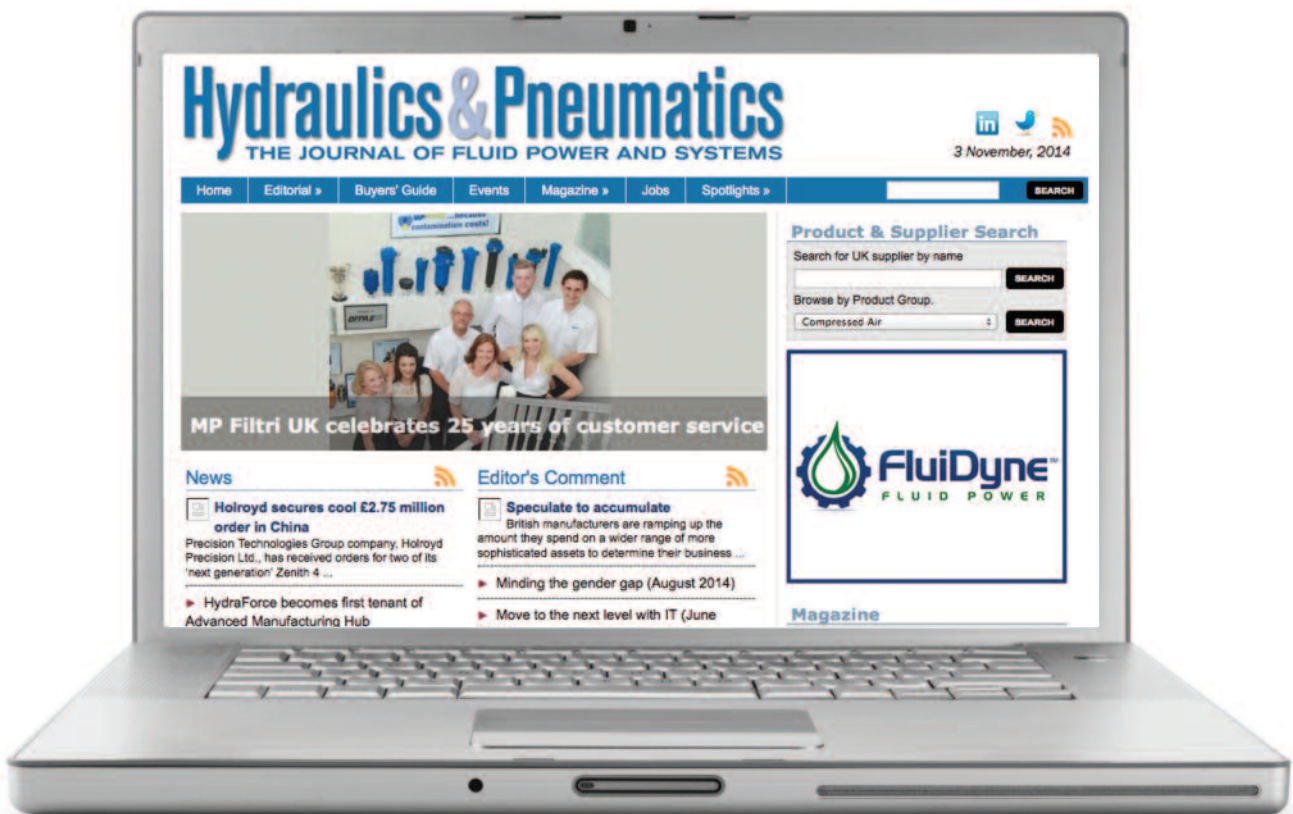 Hydraulics&Pneumatics
THE JOURNAL OF FLUID POWER AND SYSTEMS
in
3 November, 2014
Home Editorial » Buyers' Guide Events Magazine » Jobs Spotlights » SEARCH
...because
contamination costs!
MP Filtri UK celebrates 25 years of customer service
Product & Supplier Search
Search for UK supplier by name
SEARCH
Browse by Product Group.
Compressed Air SEARCH
FluiDyne™
FLUID POWER
News
Holroyd secures cool £2.75 million
order in China
Precision Technologies Group company, Holroyd
Precision Ltd., has received orders for two of its
'next generation' Zenith 4 ...
► HydraForce becomes first tenant of
Advanced Manufacturing Hub
Editor's Comment
Speculate to accumulate
British manufacturers are ramping up the
amount they spend on a wider range of more
sophisticated assets to determine their business ...
► Minding the gender gap (August 2014)
► Move to the next level with IT (June
Magazine